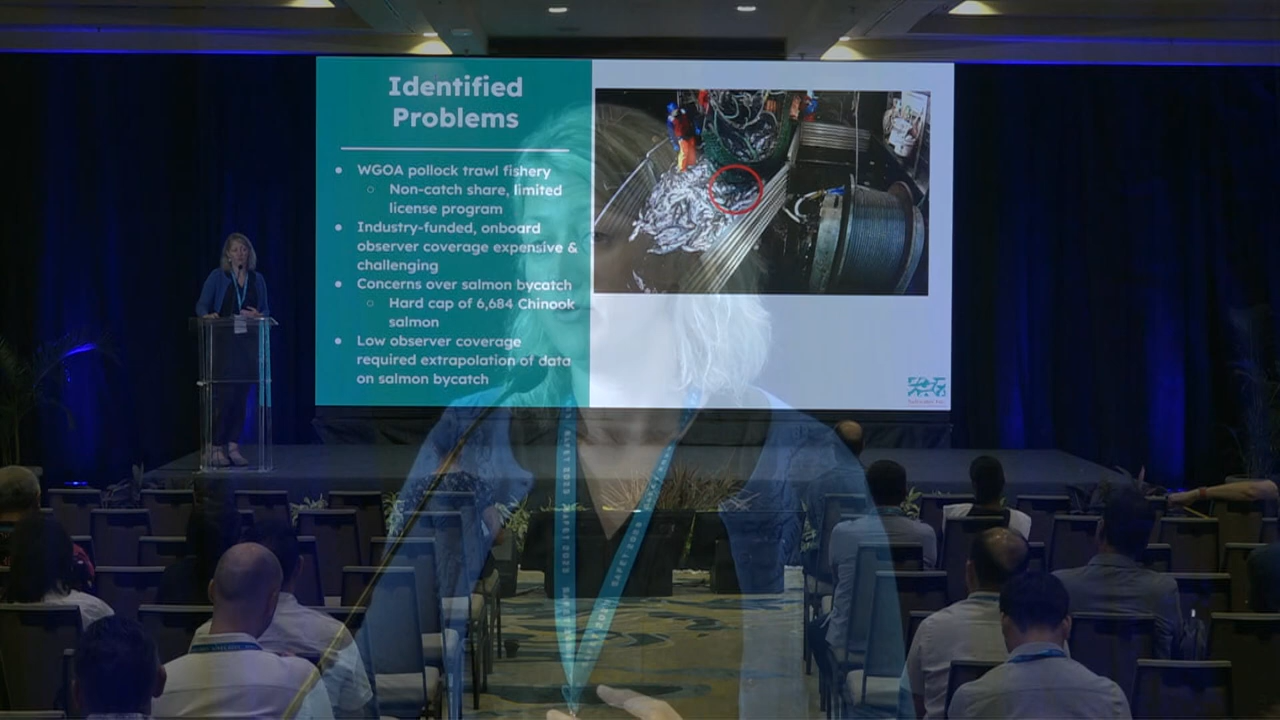 Identified
Problems
WGOA pollock trawl fishery
Non-catch share, limited
license program
Industry-funded, onboard
observer coverage expensive &
challenging
Concerns over salmon bycatch
Hard cap of 6,684 Chinook
salmon
Low observer coverage
required extrapolation of data
on salmon bycatch